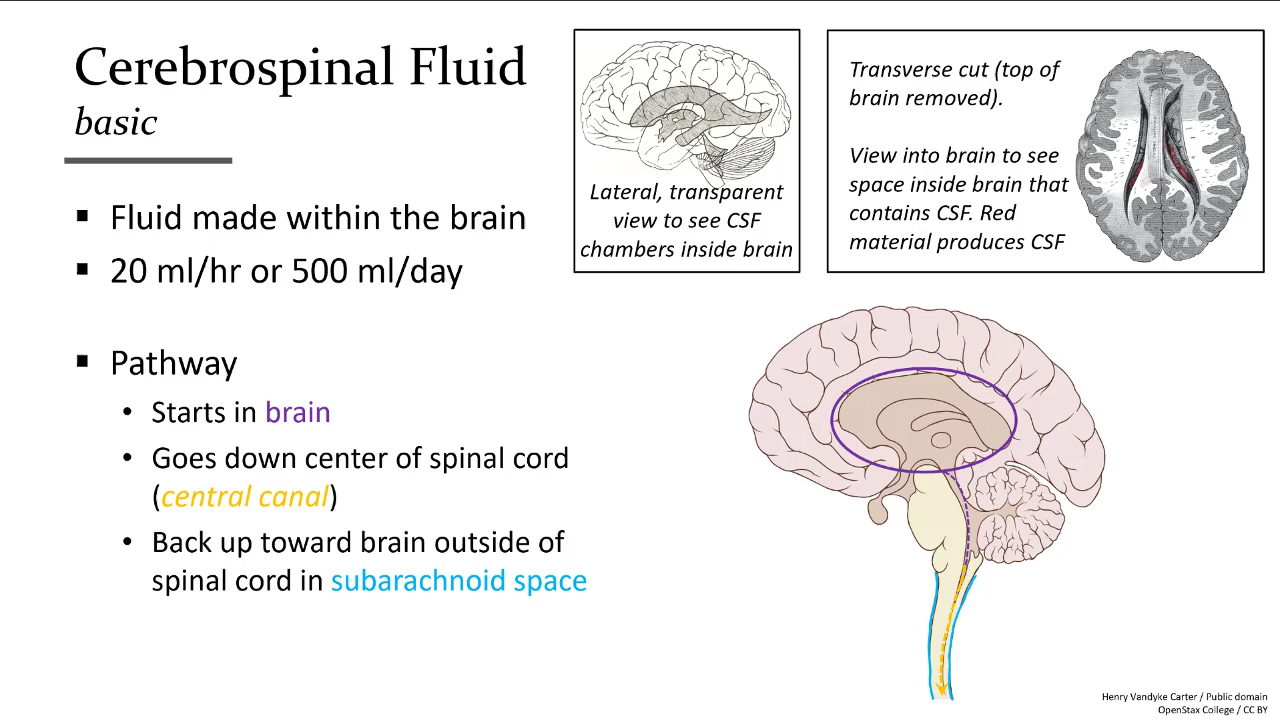 Cerebrospinal Fluid
basic
▪ Fluid made within the brain
▪ 20 ml/hr or 500 ml/day
▪ Pathway
• Starts in brain
• Goes down center of spinal cord
(central canal)
• Back up toward brain outside of
spinal cord in subarachnoid space
Lateral, transparent
view to see CSF
chambers inside brain
Transverse cut (top of
brain removed).
View into brain to see
space inside brain that
contains CSF. Red
material produces CSF
Henry Vandyke Carter / Public domain
OpenStax College / CC BY